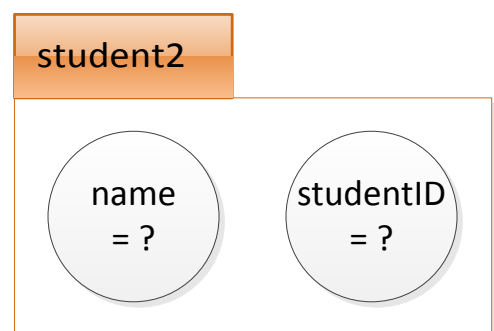 student2
name
= ?
studentID
= ?